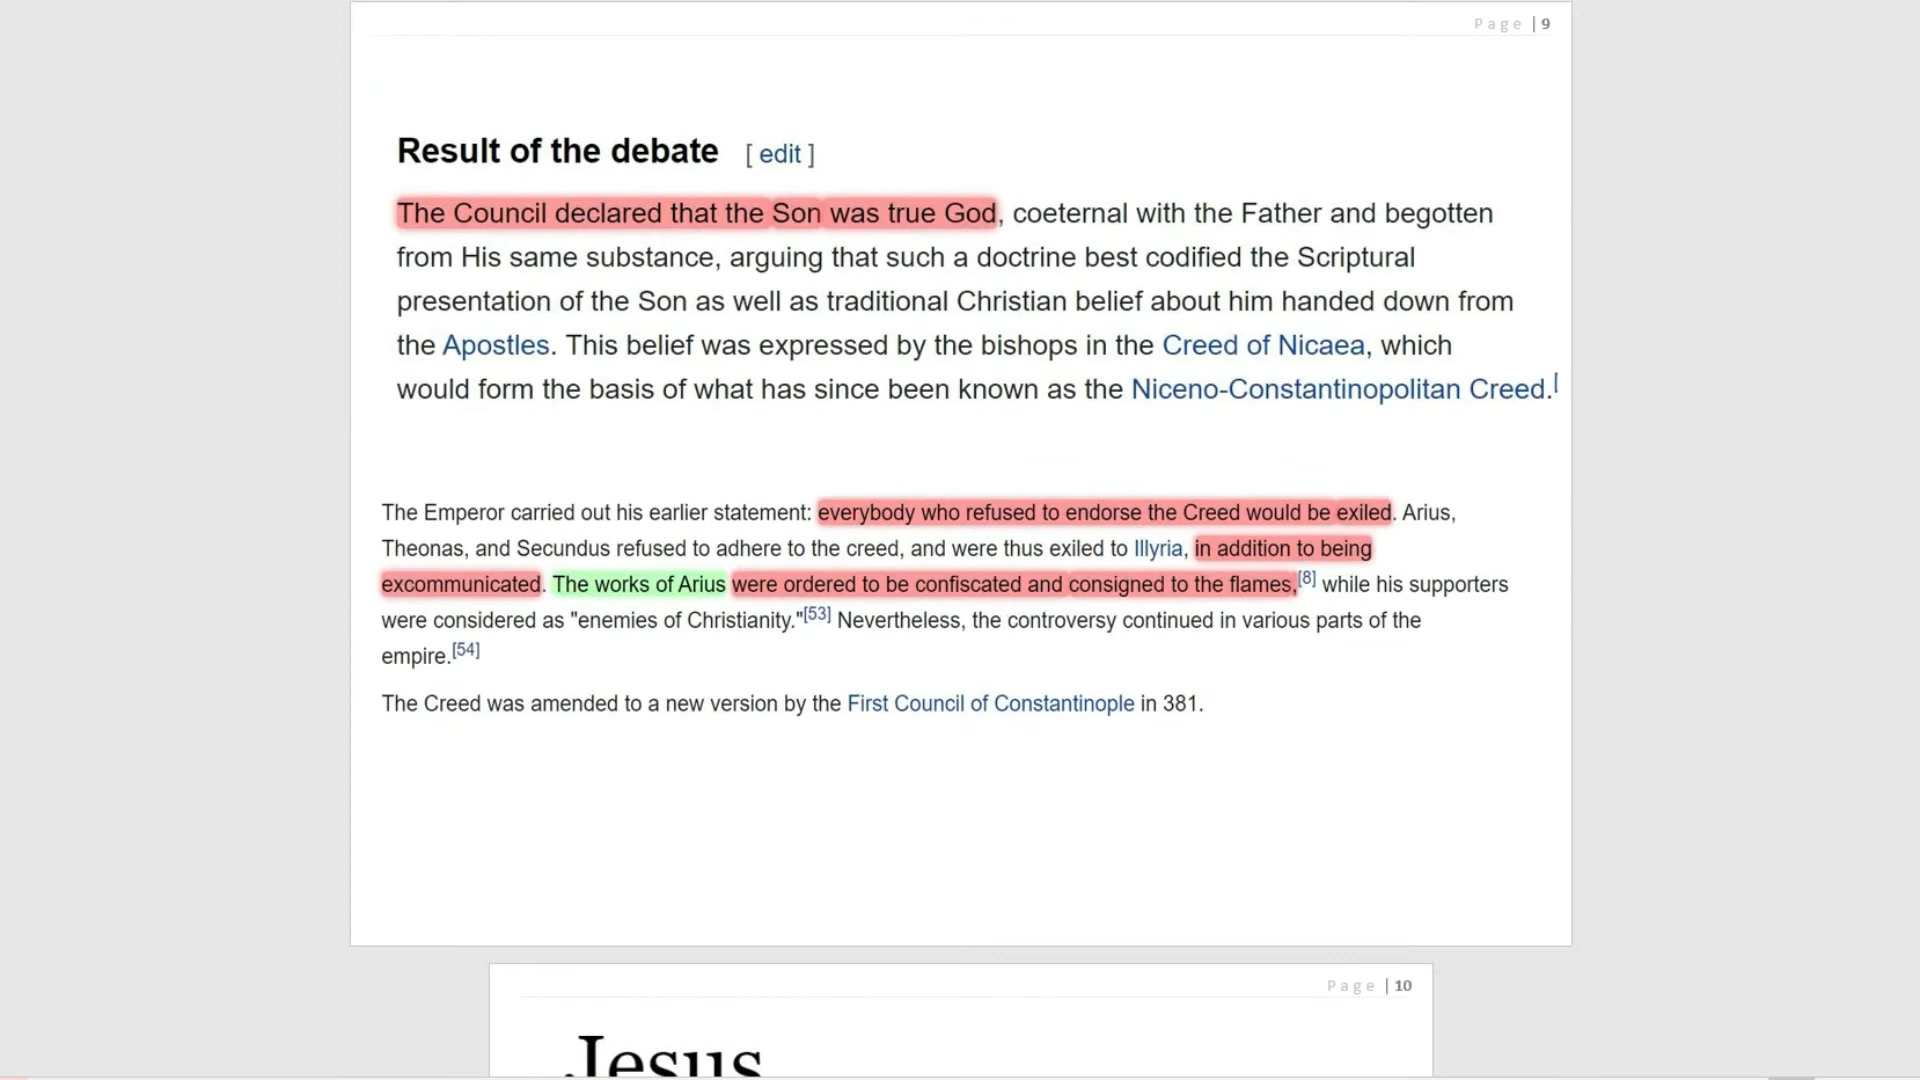 Page | 9
Result of the debate [ edit ]
The Council declared that the Son was true God, coeternal with the Father and begotten
from His same substance, arguing that such a doctrine best codified the Scriptural
presentation of the Son as well as traditional Christian belief about him handed down from
the Apostles. This belief was expressed by the bishops in the Creed of Nicaea, which
would form the basis of what has since been known as the Niceno-Constantinopolitan Creed.[
The Emperor carried out his earlier statement: everybody who refused to endorse the Creed would be exiled. Arius,
Theonas, and Secundus refused to adhere to the creed, and were thus exiled to Illyria, in addition to being
excommunicated. The works of Arius were ordered to be confiscated and consigned to the flames,[8] while his supporters
were considered as "enemies of Christianity."[53] Nevertheless, the controversy continued in various parts of the
empire.[54]
The Creed was amended to a new version by the First Council of Constantinople in 381.
Page | 10
Jesus